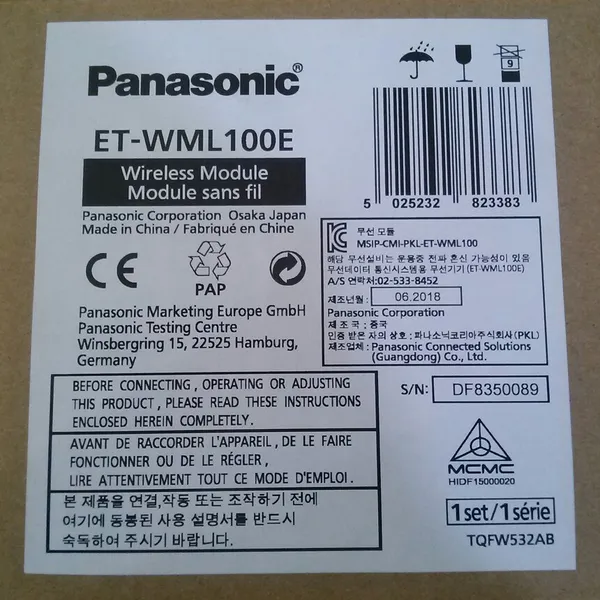 Panasonic®
ET-WML100E
Wireless Module
Module sans fil
Panasonic Corporation Osaka Japan
Made in China / Fabriqué en Chine
CE
PAP
Panasonic Marketing Europe GmbH
Panasonic Testing Centre
Winsbergring 15, 22525 Hamburg,
Germany
9
5 025232 823383
무선 모듈
MSIP-CMI-PKL-ET-WML100
해당 무선설비는 운용중 전파 혼신 가능성이 있음
무선데이터 통신시스템용 무선기기 (ET-WML100E)
A/S 연락처:02-533-8452
제조년월 : 06.2018
Panasonic Corporation
제 조 국 : 중국
인증 받은 자의 상호 : 파나소닉코리아주식회사(PKL)
제조업체 : Panasonic Connected Solutions
(Guangdong) Co., Ltd.
S/N: DF8350089
BEFORE CONNECTING , OPERATING OR ADJUSTING
THIS PRODUCT , PLEASE READ THESE INSTRUCTIONS
ENCLOSED HEREIN COMPLETELY.
AVANT DE RACCORDER L'APPAREIL , DE LE FAIRE
FONCTIONNER OU DE LE RÉGLER ,
LIRE ATTENTIVEMENT TOUT CE MODE D'EMPLOI.
본 제품을 연결,작동 또는 조작하기 전에
여기에 동봉된 사용 설명서를 반드시
숙독하여 주시기 바랍니다.
MCMC
HIDF15000020
1set/1série
TQFW532AB